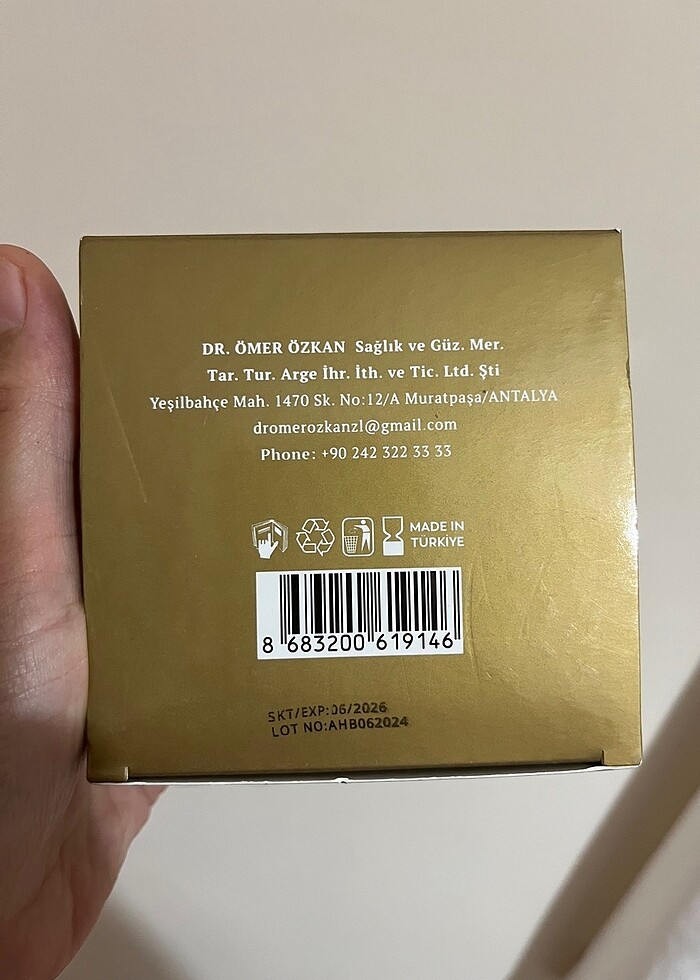 DR. ÖMER ÖZKAN Sağlık ve Güz. Mer.
Tar. Tur. Arge İhr. İth. ve Tic. Ltd. Şti
Yeşilbahçe Mah. 1470 Sk. No:12/A Muratpaşa/ANTALYA
dromerozkanzl@gmail.com
Phone: +90 242 322 33 33
MADE IN
TÜRKİYE
8 683200 619146
SKT/EXP:06/2026
LOT NO:AHB062024